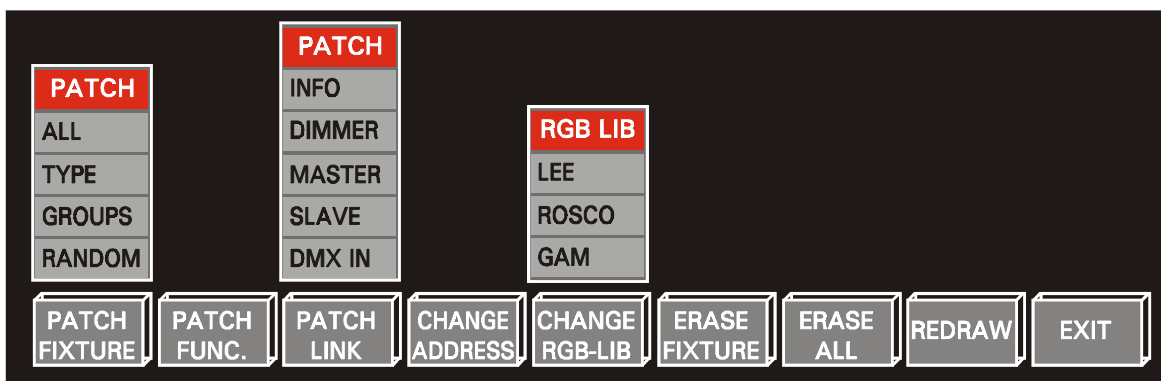 PATCH
ALL
TYPE
GROUPS
RANDOM
PATCH
INFO
DIMMER
MASTER
SLAVE
DMX IN
RGB LIB
LEE
ROSCO
GAM
PATCH
FIXTURE
PATCH
FUNC.
PATCH
LINK
CHANGE
ADDRESS
CHANGE
RGB-LIB
ERASE
FIXTURE
ERASE
ALL
REDRAW
EXIT